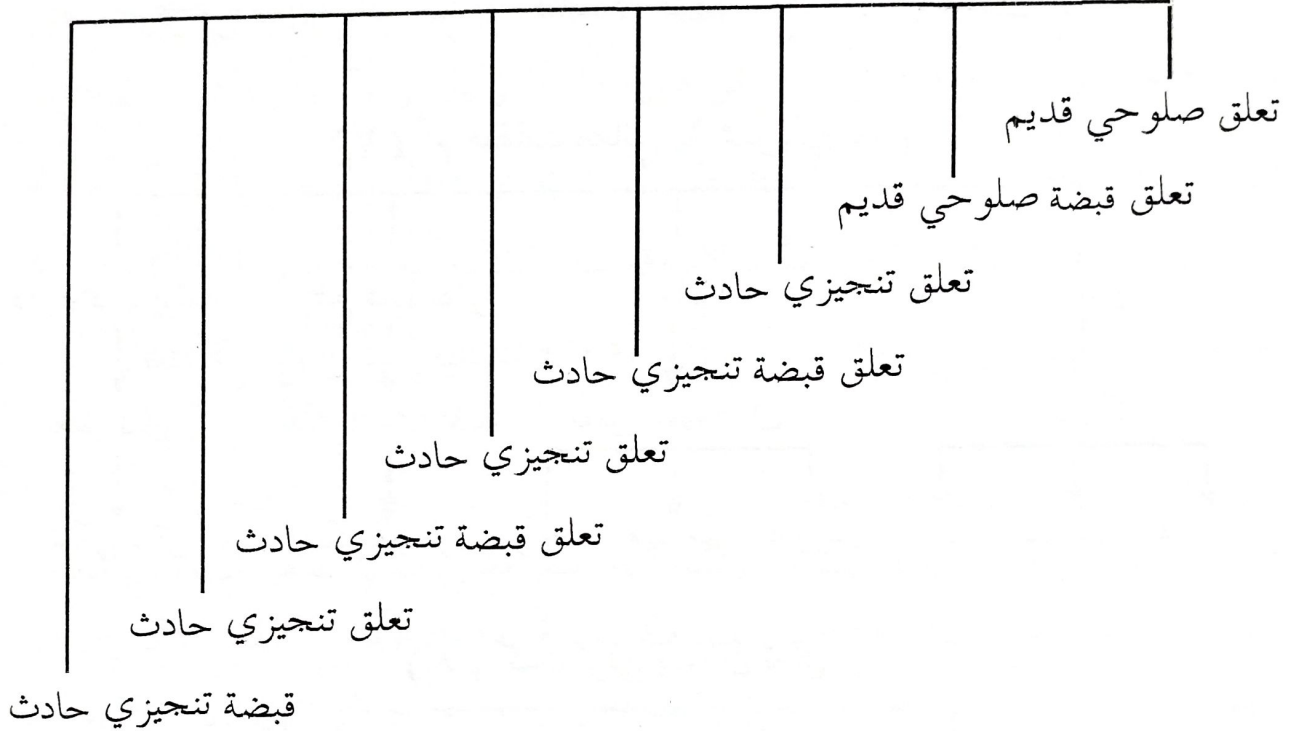 تعلق صلوحي قديم
تعلق قبضة صلوحي قديم
تعلق تنجيزي حادث
تعلق قبضة تنجيزي حادث
تعلق تنجيزي حادث
تعلق قبضة تنجيزي حادث
تعلق تنجيزي حادث
قبضة تنجيزي حادث